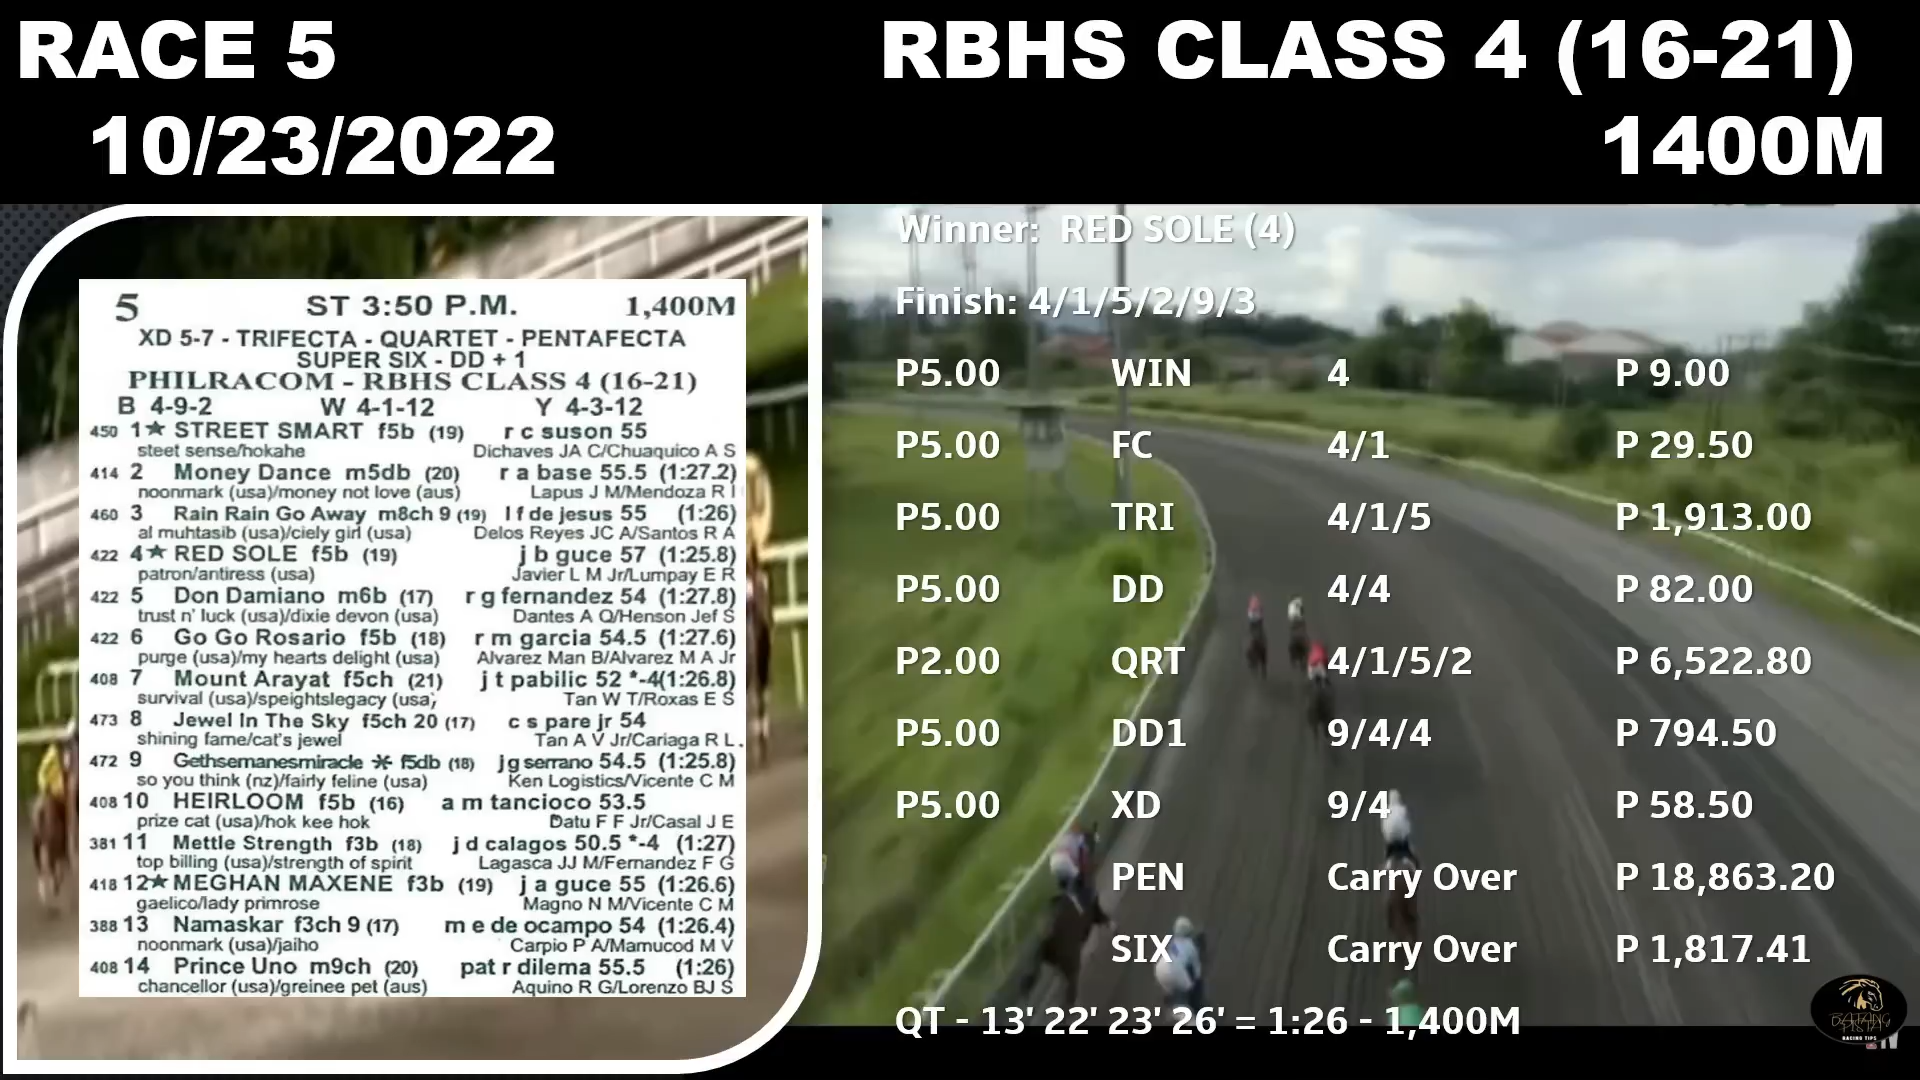 RACE 5
10/23/2022
RBHS CLASS 4 (16-21)
1400M
5 ST 3:50 P.M. 1,400M
XD 5-7 - TRIFECTA - QUARTET - PENTAFECTA
SUPER SIX - DD + 1
PHILRACOM - RBHS CLASS 4 (16-21)
B 4-9-2 W 4-1-12 Y 4-3-12
450 1★ STREET SMART f5b (19) r c suson 55
steet sense/hokahe Dichaves JA C/Chuaquico A S
414 2 Money Dance m5db (20) r a base 55.5 (1:27.2)
noonmark (usa)/money not love (aus) Lapus J M/Mendoza R I
460 3 Rain Rain Go Away m8ch 9 (19) l f de jesus 55 (1:26)
al muhtasib (usa)/ciely girl (usa) Delos Reyes JC A/Santos R A
422 4★ RED SOLE f5b (19) j b guce 57 (1:25.8)
patron/antiress (usa) Javier L M Jr/Lumpay E R
422 5 Don Damiano m6b (17) r g fernandez 54 (1:27.8)
trust n' luck (usa)/dixie devon (usa) Dantes A Q/Henson Jef S
422 6 Go Go Rosario f5b (18) r m garcia 54.5 (1:27.6)
purge (usa)/my hearts delight (usa) Alvarez Man B/Alvarez M A Jr
408 7 Mount Arayat f5ch (21) j t pabilic 52 *-4(1:26.8)
survival (usa)/speightslegacy (usa) Tan W T/Roxas E S
473 8 Jewel In The Sky f5ch 20 (17) c s pare jr 54
shining fame/cat's jewel Tan A V Jr/Cariaga R L.
472 9 Gethsemanesmiracle * f5db (18) j g serrano 54.5 (1:25.8)
so you think (nz)/fairly feline (usa) Ken Logistics/Vicente C M
408 10 HEIRLOOM f5b (16) a m tancioco 53.5
prize cat (usa)/hok kee hok Datu F F Jr/Casal J E
381 11 Mettle Strength f3b (18) j d calagos 50.5 *-4 (1:27)
top billing (usa)/strength of spirit Lagasca JJ M/Fernandez F G
418 12★ MEGHAN MAXENE f3b (19) j a guce 55 (1:26.6)
gaelico/lady primrose Magno N M/Vicente C M
388 13 Namaskar f3ch 9 (17) m e de ocampo 54 (1:26.4)
noonmark (usa)/jaiho Carpio P A/Mamucod M V
408 14 Prince Uno m9ch (20) pat r dilema 55.5 (1:26)
chancellor (usa)/greinee pet (aus) Aquino R G/Lorenzo BJ S
Winner: RED SOLE (4)
Finish: 4/1/5/2/9/3
P5.00 WIN 4 P 9.00
P5.00 FC 4/1 P 29.50
P5.00 TRI 4/1/5 P 1,913.00
P5.00 DD 4/4 P 82.00
P2.00 QRT 4/1/5/2 P 6,522.80
P5.00 DD1 9/4/4 P 794.50
P5.00 XD 9/4 P 58.50
PEN Carry Over P 18,863.20
SIX Carry Over P 1,817.41
QT - 13' 22' 23' 26' = 1:26 - 1,400M
BATANG
PISTA
RACING TIPS